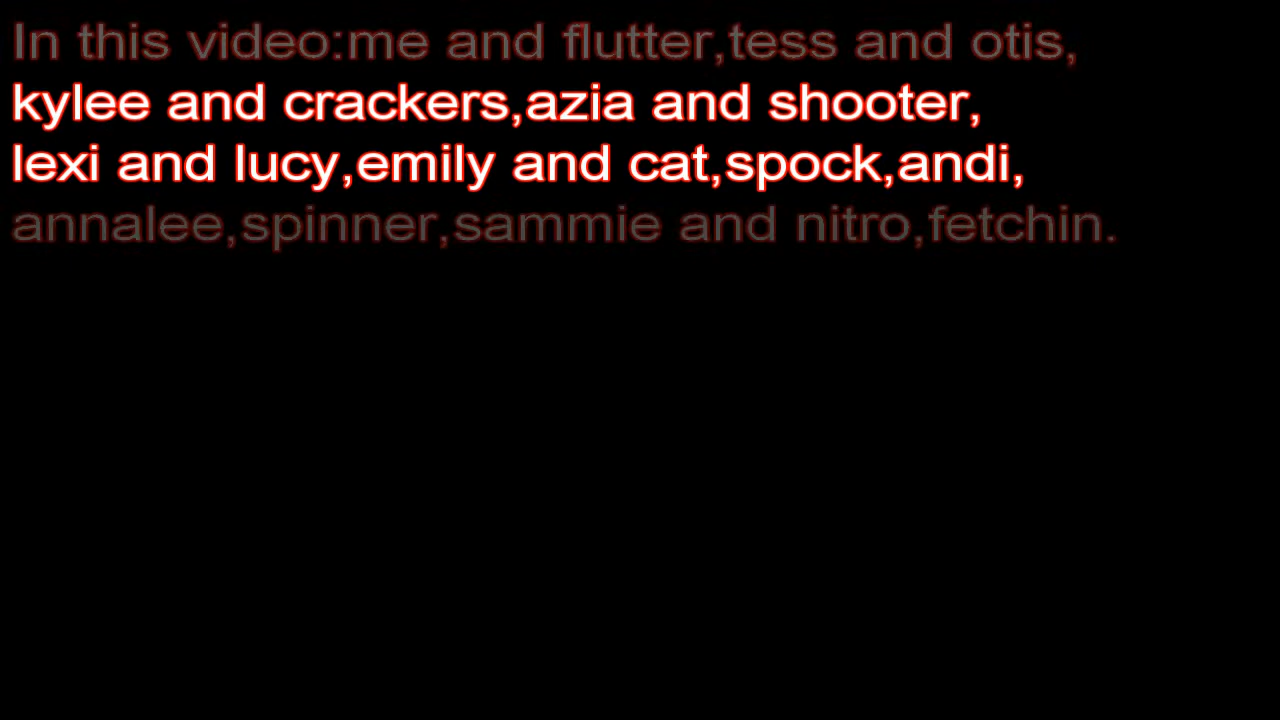 In this video:me and flutter,tess and otis,
kylee and crackers,azia and shooter,
lexi and lucy,emily and cat,spock,andi,
annalee,spinner,sammie and nitro,fetchin.